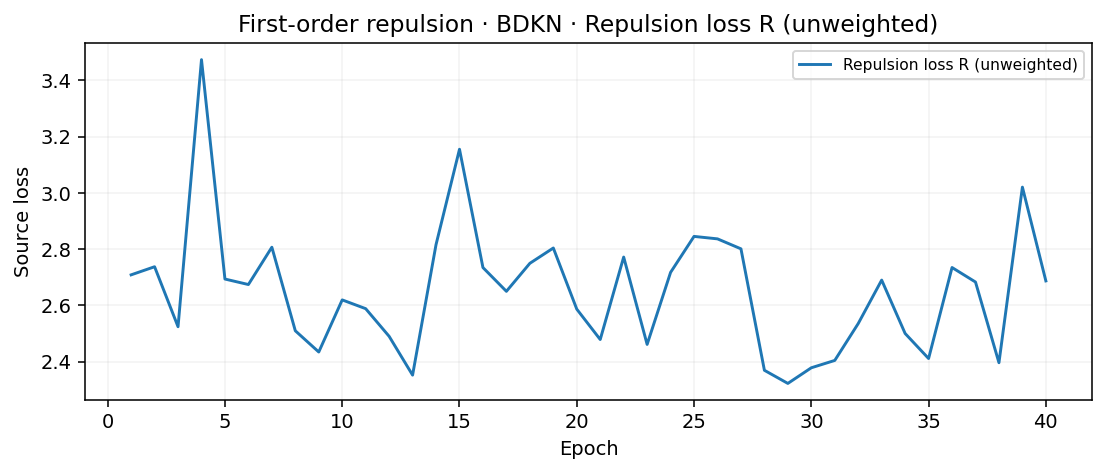 First-order repulsion · BDKN · Repulsion loss R (unweighted)
Repulsion loss R (unweighted)
Source loss
3.4
3.2
3.0
2.8
2.6
2.4
0 5 10 15 20 25 30 35 40
Epoch